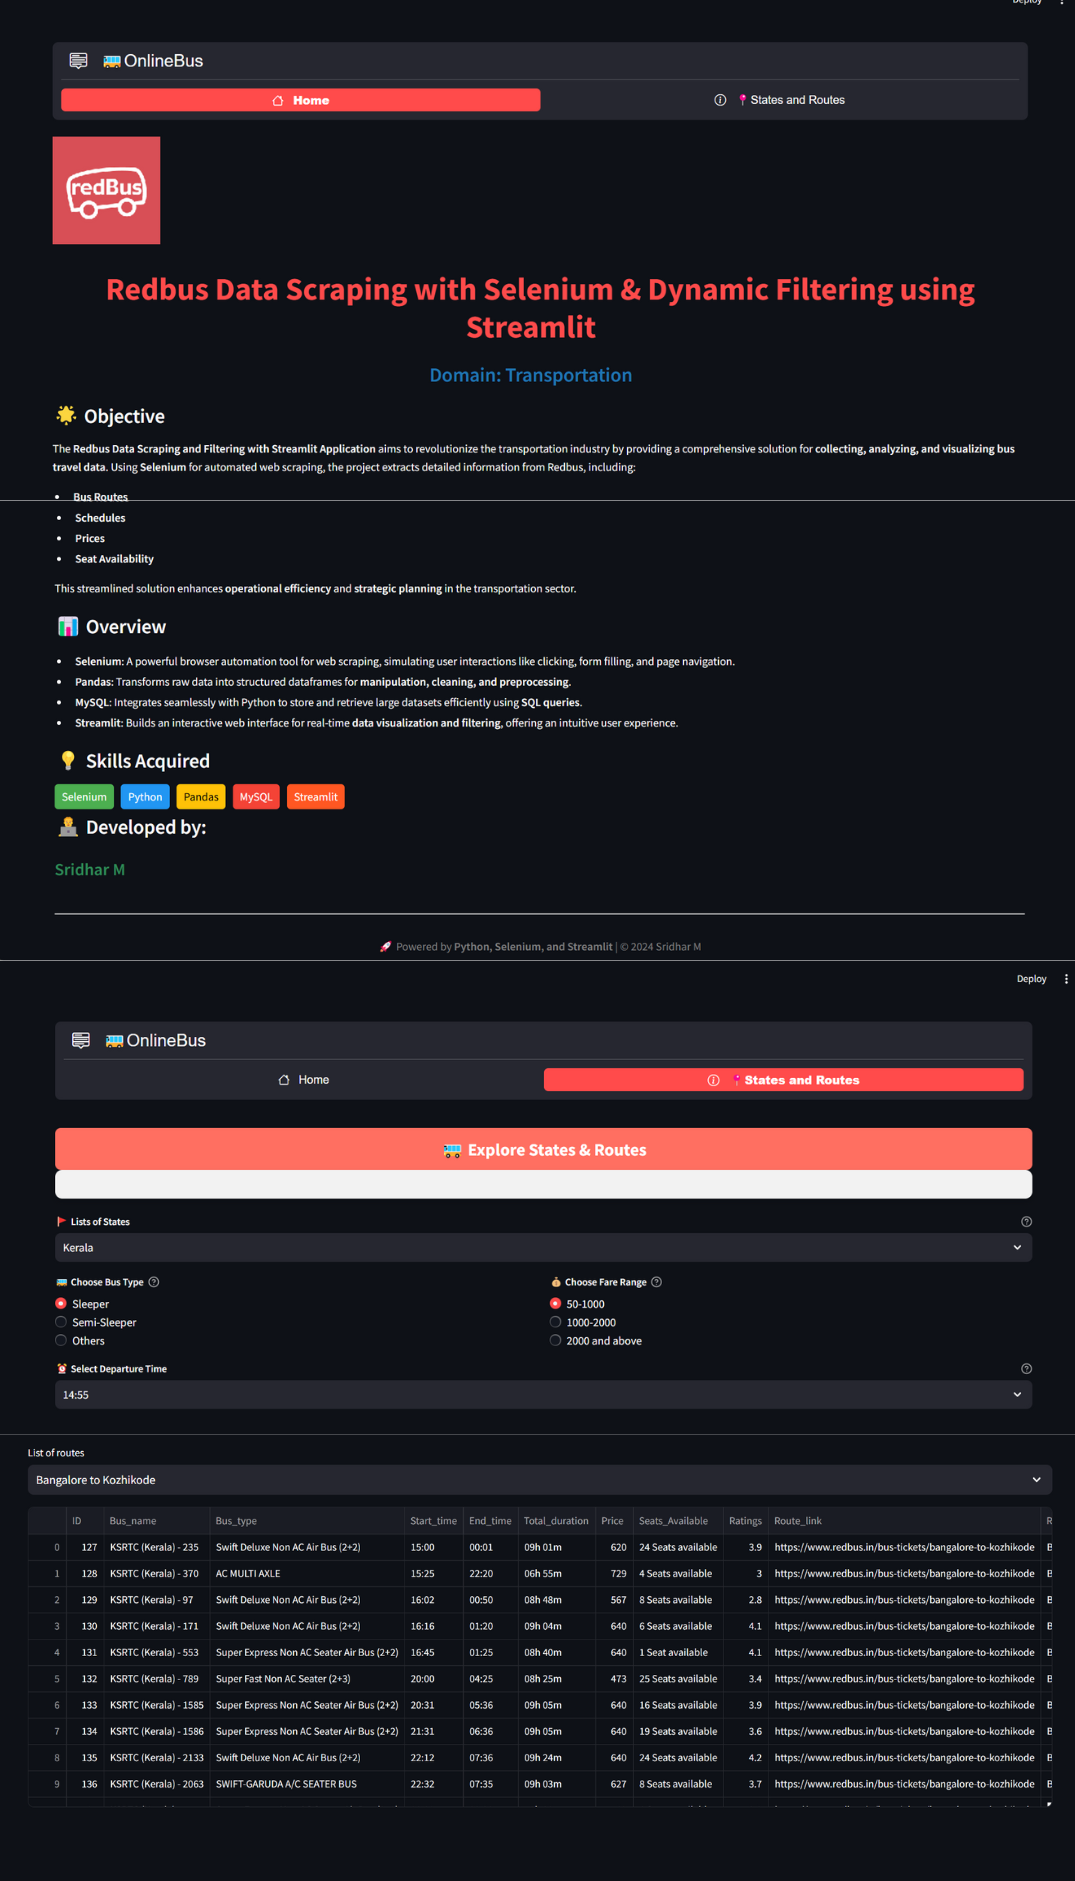 Deploy
OnlineBus
Home
States and Routes
redBus
Redbus Data Scraping with Selenium & Dynamic Filtering using
Streamlit
Domain: Transportation
Objective
The Redbus Data Scraping and Filtering with Streamlit Application aims to revolutionize the transportation industry by providing a comprehensive solution for collecting, analyzing, and visualizing bus
travel data. Using Selenium for automated web scraping, the project extracts detailed information from Redbus, including:
• Bus Routes
• Schedules
• Prices
• Seat Availability
This streamlined solution enhances operational efficiency and strategic planning in the transportation sector.
Overview
• Selenium: A powerful browser automation tool for web scraping, simulating user interactions like clicking, form filling, and page navigation.
• Pandas: Transforms raw data into structured dataframes for manipulation, cleaning, and preprocessing.
• MySQL: Integrates seamlessly with Python to store and retrieve large datasets efficiently using SQL queries.
• Streamlit: Builds an interactive web interface for real-time data visualization and filtering, offering an intuitive user experience.
Skills Acquired
Selenium Python Pandas MySQL Streamlit
Developed by:
Sridhar M
Powered by Python, Selenium, and Streamlit | © 2024 Sridhar M
Deploy
OnlineBus
Home
States and Routes
Explore States & Routes
Lists of States
Kerala
Choose Bus Type
Sleeper
Semi-Sleeper
Others
Choose Fare Range
50-1000
1000-2000
2000 and above
Select Departure Time
14:55
List of routes
Bangalore to Kozhikode
ID Bus_name Bus_type Start_time End_time Total_duration Price Seats_Available Ratings Route_link R
0 127 KSRTC (Kerala) - 235 Swift Deluxe Non AC Air Bus (2+2) 15:00 00:01 09h 01m 620 24 Seats available 3.9 https://www.redbus.in/bus-tickets/bangalore-to-kozhikode B
1 128 KSRTC (Kerala) - 370 AC MULTI AXLE 15:25 22:20 06h 55m 729 4 Seats available 3 https://www.redbus.in/bus-tickets/bangalore-to-kozhikode B
2 129 KSRTC (Kerala) - 97 Swift Deluxe Non AC Air Bus (2+2) 16:02 00:50 08h 48m 567 8 Seats available 2.8 https://www.redbus.in/bus-tickets/bangalore-to-kozhikode B
3 130 KSRTC (Kerala) - 171 Swift Deluxe Non AC Air Bus (2+2) 16:16 01:20 09h 04m 640 6 Seats available 4.1 https://www.redbus.in/bus-tickets/bangalore-to-kozhikode B
4 131 KSRTC (Kerala) - 553 Super Express Non AC Seater Air Bus (2+2) 16:45 01:25 08h 40m 640 1 Seat available 4.1 https://www.redbus.in/bus-tickets/bangalore-to-kozhikode B
5 132 KSRTC (Kerala) - 789 Super Fast Non AC Seater (2+3) 20:00 04:25 08h 25m 473 25 Seats available 3.4 https://www.redbus.in/bus-tickets/bangalore-to-kozhikode B
6 133 KSRTC (Kerala) - 1585 Super Express Non AC Seater Air Bus (2+2) 20:31 05:36 09h 05m 640 16 Seats available 3.9 https://www.redbus.in/bus-tickets/bangalore-to-kozhikode B
7 134 KSRTC (Kerala) - 1586 Super Express Non AC Seater Air Bus (2+2) 21:31 06:36 09h 05m 640 19 Seats available 3.6 https://www.redbus.in/bus-tickets/bangalore-to-kozhikode B
8 135 KSRTC (Kerala) - 2133 Swift Deluxe Non AC Air Bus (2+2) 22:12 07:36 09h 24m 640 24 Seats available 4.2 https://www.redbus.in/bus-tickets/bangalore-to-kozhikode B
9 136 KSRTC (Kerala) - 2063 SWIFT-GARUDA A/C SEATER BUS 22:32 07:35 09h 03m 627 8 Seats available 3.7 https://www.redbus.in/bus-tickets/bangalore-to-kozhikode B